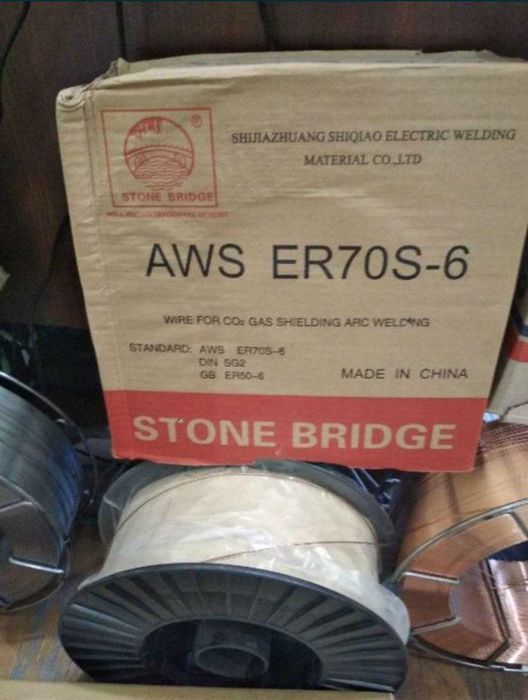 ®
STONE BRIDGE
SHIJIAZHUANG SHIQIAO ELECTRIC WELDING
MATERIAL CO.,LTD
AWS ER70S-6
WIRE FOR CO₂ GAS SHIELDING ARC WELDING
STANDARD: AWS ER70S-6
DIN SG2
GB ER50-6
MADE IN CHINA
STONE BRIDGE